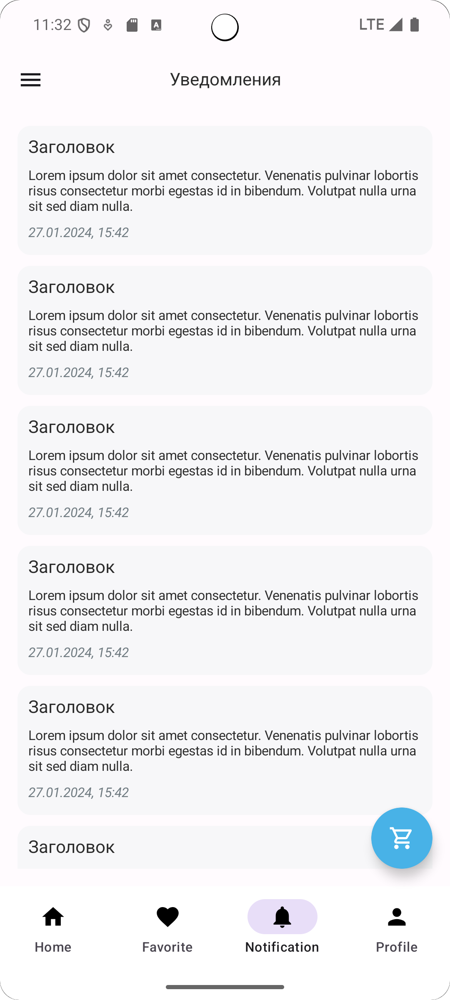 11:32
LTE
Уведомления
Заголовок
Lorem ipsum dolor sit amet consectetur. Venenatis pulvinar lobortis
risus consectetur morbi egestas id in bibendum. Volutpat nulla urna
sit sed diam nulla.
27.01.2024, 15:42
Заголовок
Lorem ipsum dolor sit amet consectetur. Venenatis pulvinar lobortis
risus consectetur morbi egestas id in bibendum. Volutpat nulla urna
sit sed diam nulla.
27.01.2024, 15:42
Заголовок
Lorem ipsum dolor sit amet consectetur. Venenatis pulvinar lobortis
risus consectetur morbi egestas id in bibendum. Volutpat nulla urna
sit sed diam nulla.
27.01.2024, 15:42
Заголовок
Lorem ipsum dolor sit amet consectetur. Venenatis pulvinar lobortis
risus consectetur morbi egestas id in bibendum. Volutpat nulla urna
sit sed diam nulla.
27.01.2024, 15:42
Заголовок
Lorem ipsum dolor sit amet consectetur. Venenatis pulvinar lobortis
risus consectetur morbi egestas id in bibendum. Volutpat nulla urna
sit sed diam nulla.
27.01.2024, 15:42
Заголовок
Home
Favorite
Notification
Profile